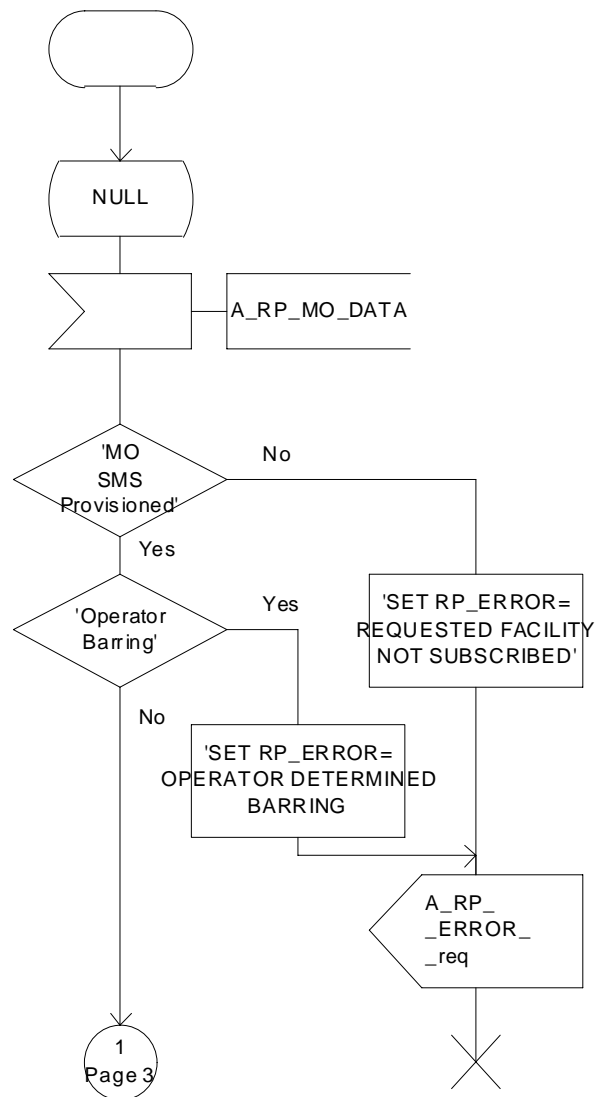 NULL
A_RP_MO_DATA
'MO
SMS
Provisioned'
No
Yes
'Operator
Barring'
Yes
'SET RP_ERROR=
REQUESTED FACILITY
NOT SUBSCRIBED'
No
'SET RP_ERROR=
OPERATOR DETERMINED
BARRING
A_RP_
_ERROR_
_req
1
Page 3